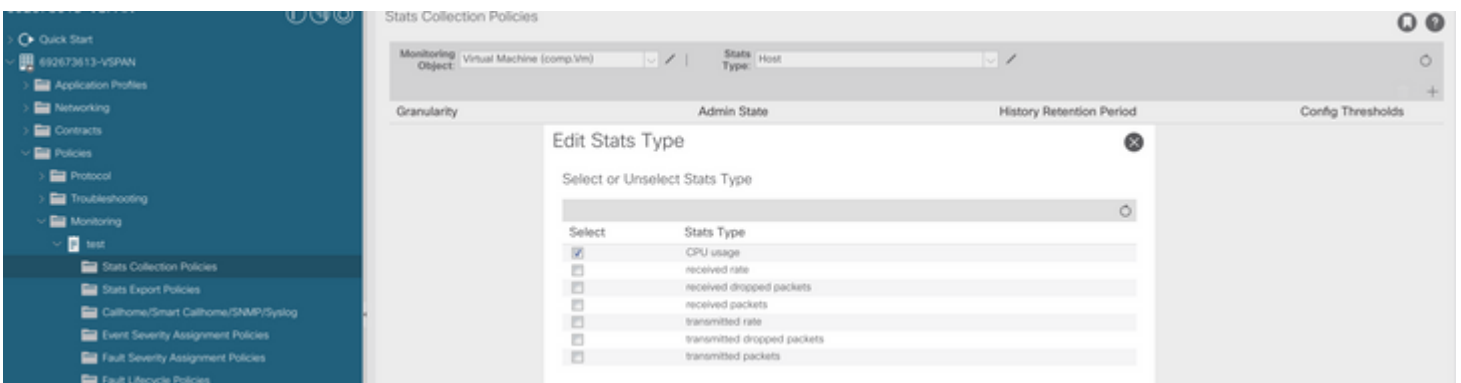 Quick Start
692673613-VSPAN
Application Profiles
Networking
Contracts
Policies
Protocol
Troubleshooting
Monitoring
test
Stats Collection Policies
Stats Export Policies
Callhome/Smart Callhome/SNMP/Syslog
Event Severity Assignment Policies
Fault Severity Assignment Policies
Fault Lifecycle Policies
Stats Collection Policies
Monitoring Object: Virtual Machine (comp.Vm) Stats Type: Host
Granularity Admin State History Retention Period Config Thresholds
Edit Stats Type
Select or Unselect Stats Type
Select Stats Type
CPU usage
received rate
received dropped packets
received packets
transmitted rate
transmitted dropped packets
transmitted packets